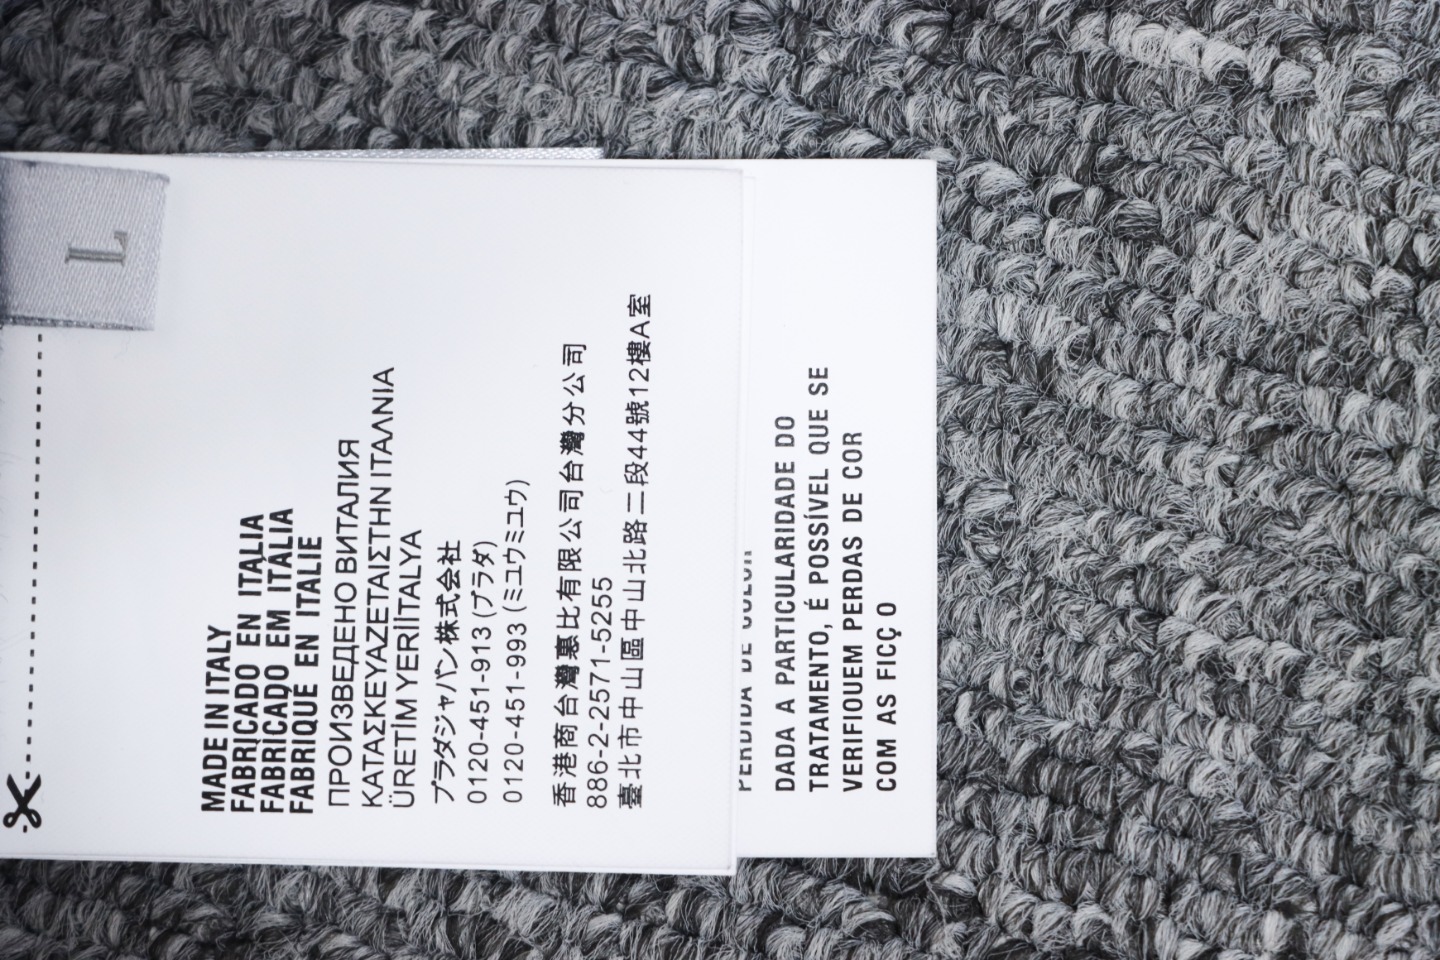 L
MADE IN ITALY
FABRICADO EN ITALIA
FABRICADO EM ITÁLIA
FABRIQUE EN ITALIE
ПРОИЗВЕДЕНО ВИТАЛИЯ
ΚΑΤΑΣΚΕΥΑΖΕΤΑΙΣΤΗΝ ΙΤΑΛΝΙΑ
ÜRETİM YERİİTALYA
プラダジャパン株式会社
0120-451-913 (プラダ)
0120-451-993 (ミユウミユウ)
香港商台灣惠比有限公司台灣分公司
886-2-2571-5255
臺北市中山區中山北路二段44號12樓A室
PERDIDA DE COLOR
DADA A PARTICULARIDADE DO
TRATAMENTO, É POSSÍVEL QUE SE
VERIFIOUEM PERDAS DE COR
COM AS FICÇ O